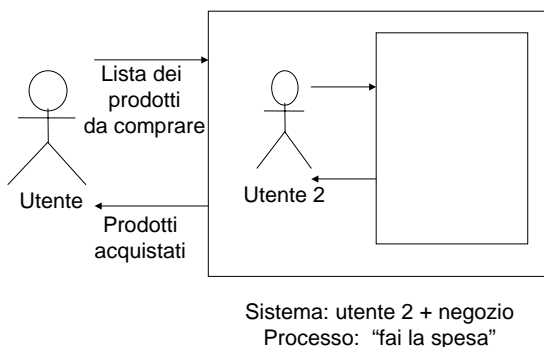 Lista dei
prodotti
da comprare
Utente
Utente 2
Prodotti
acquistati
Sistema: utente 2 + negozio
Processo:  “fai la spesa”